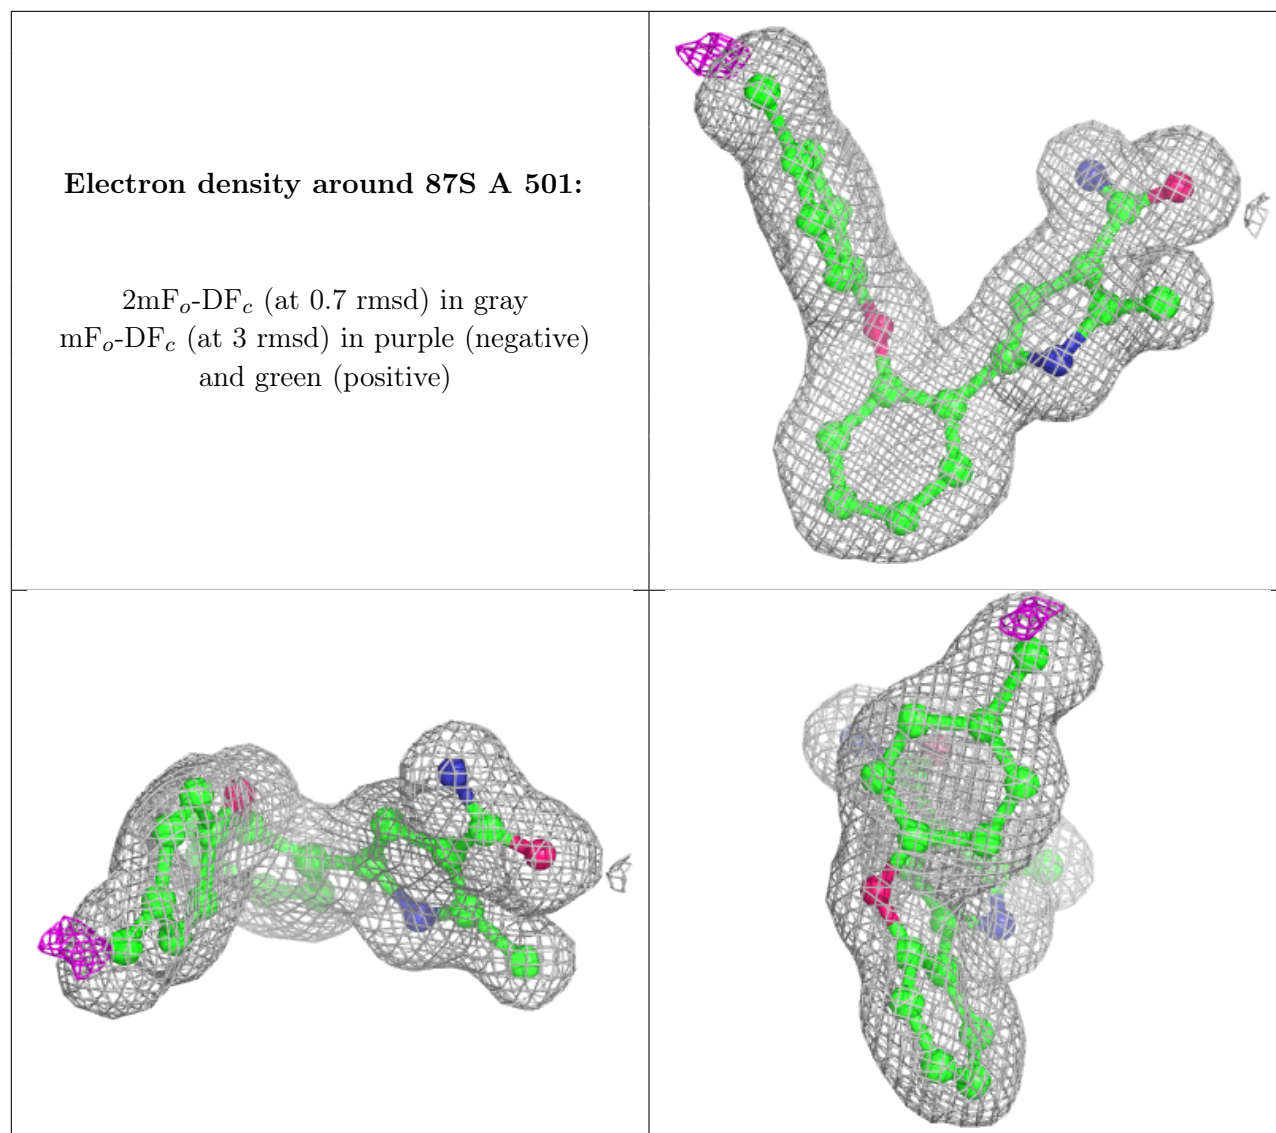 Electron density around 87S A 501:
2mFo-DFc (at 0.7 rmsd) in gray
mFo-DFc (at 3 rmsd) in purple (negative)
and green (positive)